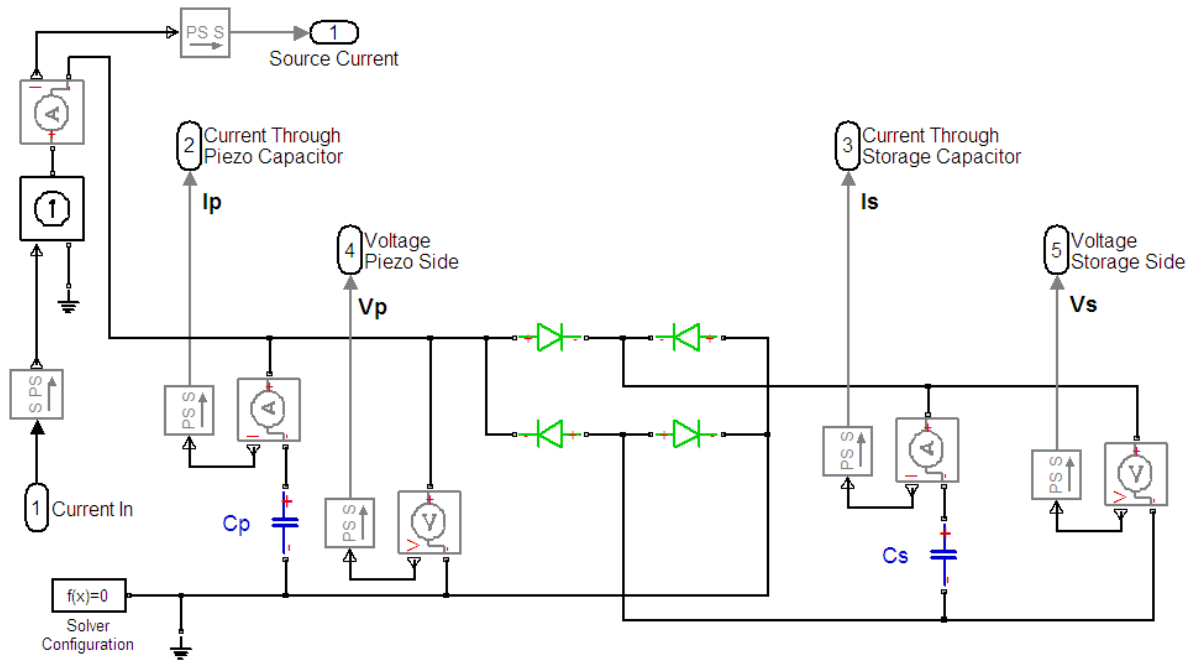 PS S
1
Source Current
A
2
Current Through
Piezo Capacitor
3
Current Through
Storage Capacitor
1
Ip
Is
4
Voltage
Piezo Side
5
Voltage
Storage Side
Vp
Vs
S PS
PS S
A
PS S
A
PS S
V
1
Current In
Cp
PS S
V
V
V
Cs
f(x)=0
Solver
Configuration